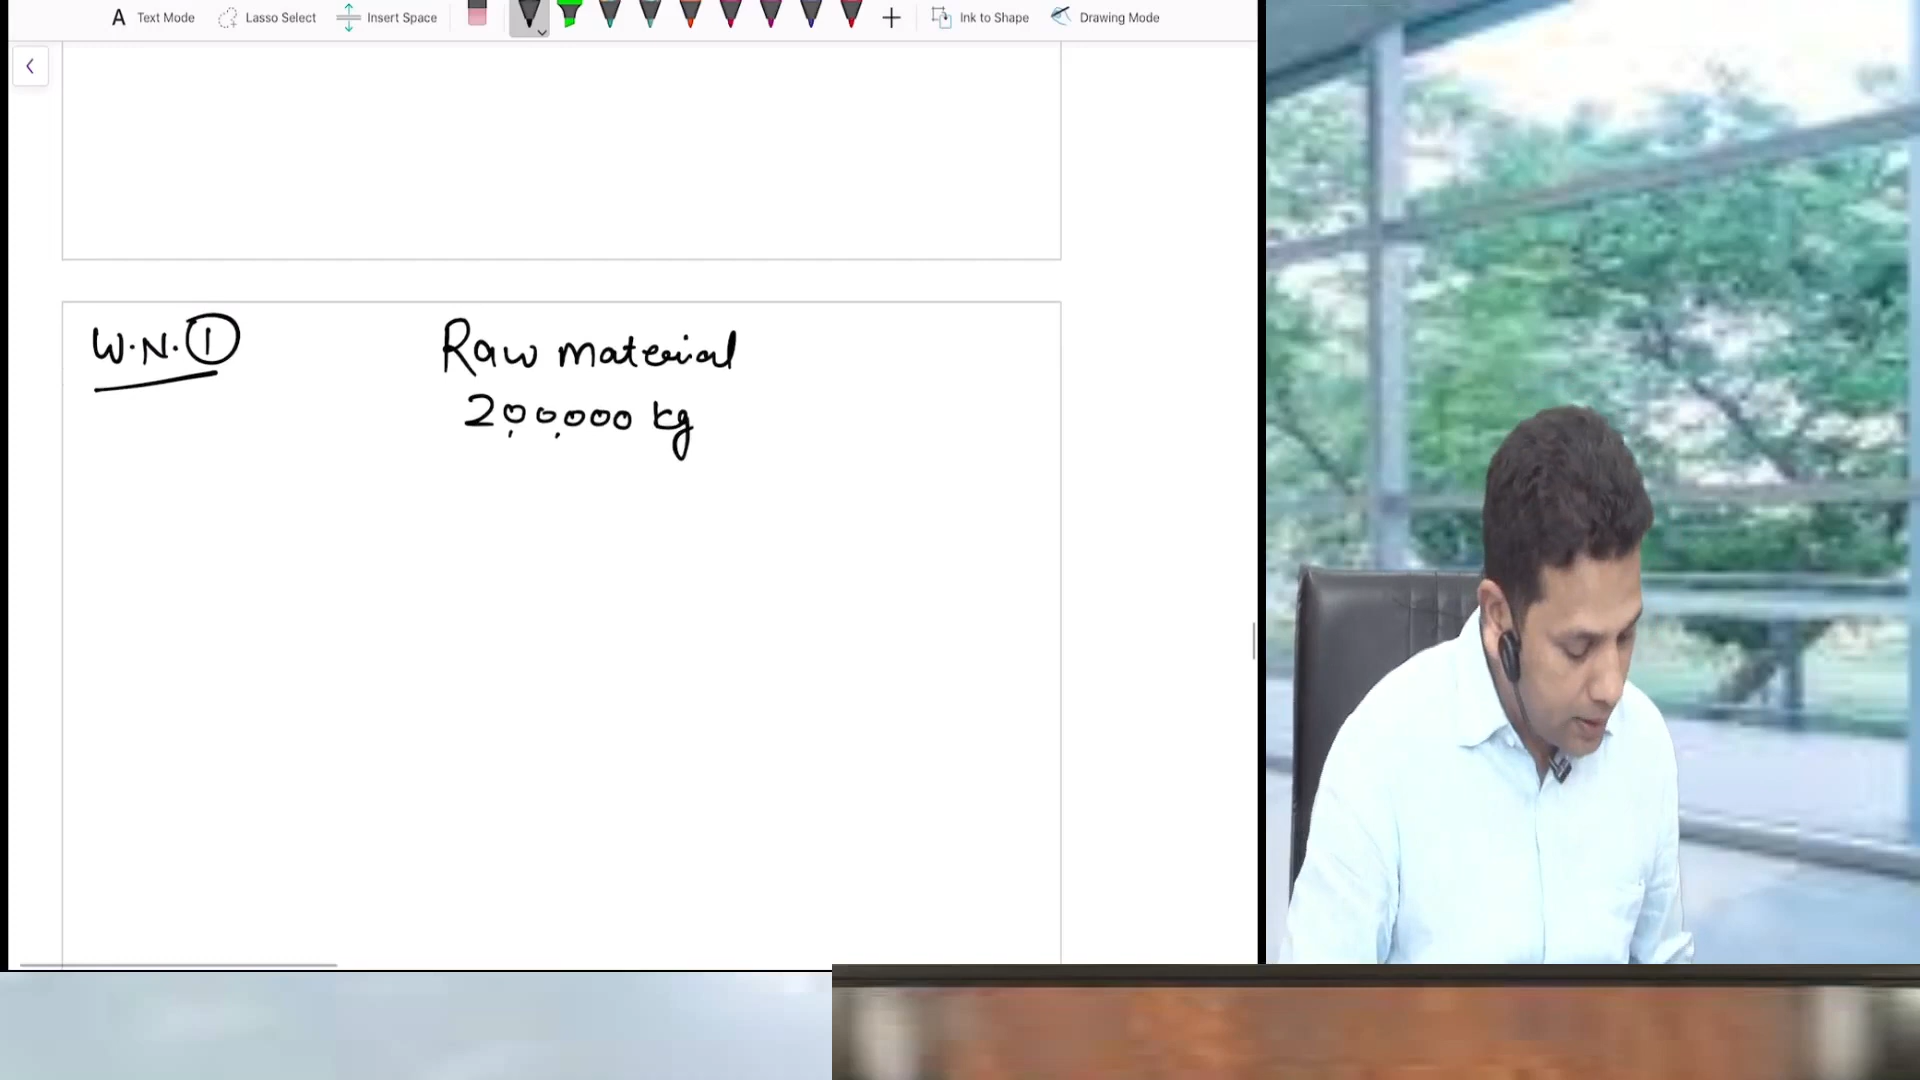 A Text Mode Lasso Select Insert Space Ink to Shape Drawing Mode
W.N. 1
Raw material
2,00,000 kg